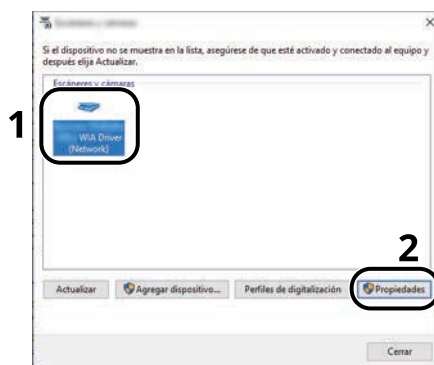 Si el dispositivo no se muestra en la lista, asegúrese de que esté activado y conectado al equipo y
después elija Actualizar.
Escáneres y cámaras
1
WIA Driver
(Network)
2
Actualizar
Agregar dispositivo...
Perfiles de digitalización
Propiedades
Cerrar